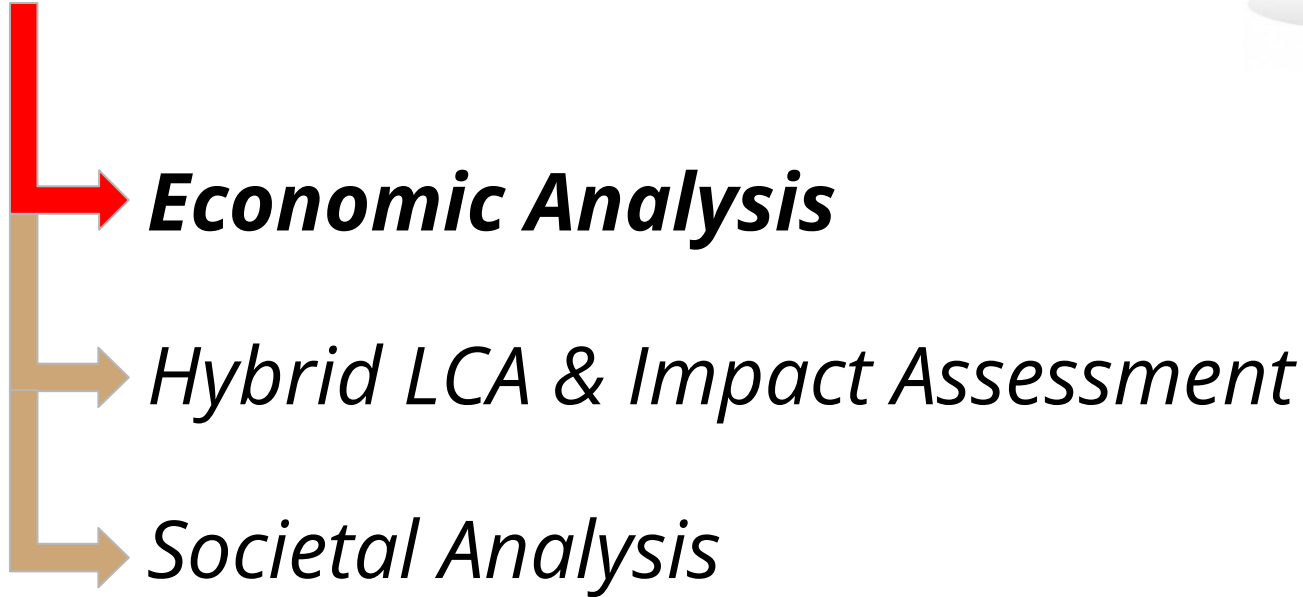 Economic Analysis
Hybrid LCA & Impact Assessment
Societal Analysis